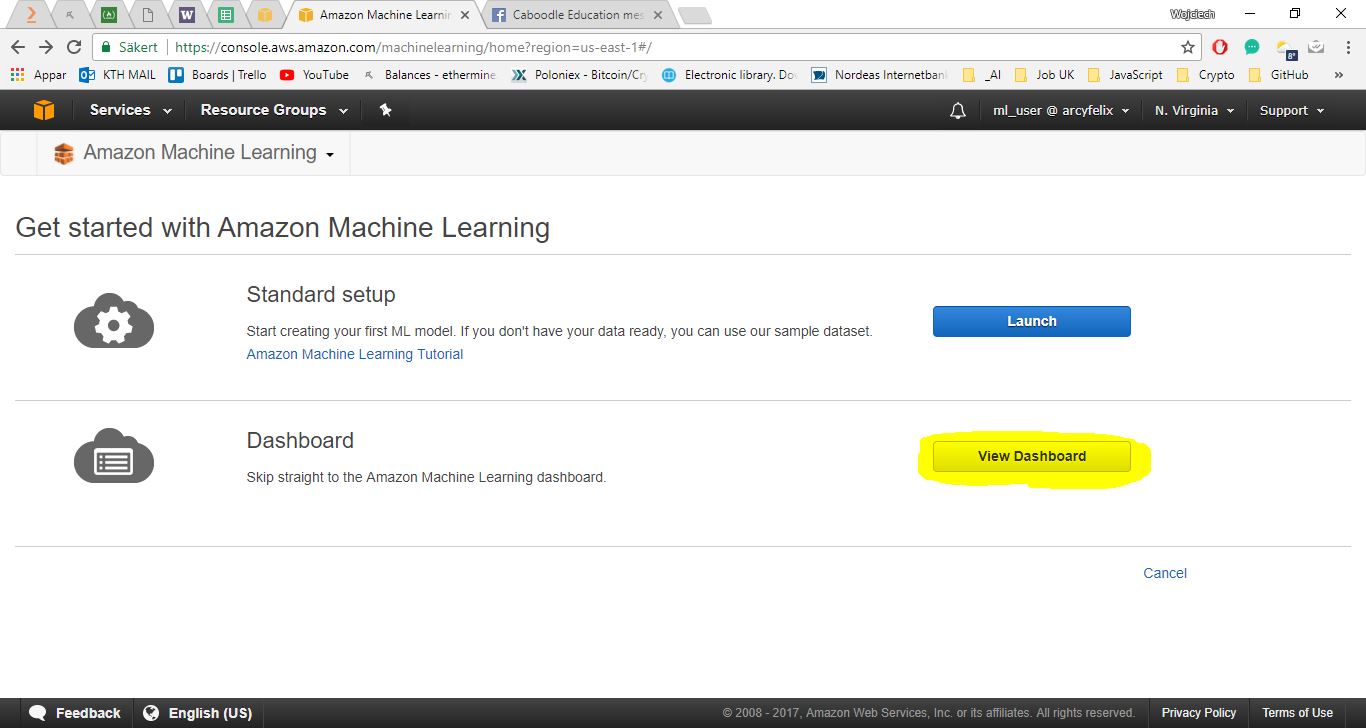 Amazon Machine Learnin
Caboodle Education mes
Wojciech
Säkert
https://console.aws.amazon.com/machinelearning/home?region=us-east-1#/
8°
Appar KTH MAIL Boards | Trello YouTube Balances - ethermine Poloniex - Bitcoin/Cry Electronic library. Do Nordeas Internetban _AI Job UK JavaScript Crypto GitHub »
Services Resource Groups ml_user @ arcyfelix N. Virginia Support
Amazon Machine Learning
Get started with Amazon Machine Learning
Standard setup
Start creating your first ML model. If you don't have your data ready, you can use our sample dataset.
Amazon Machine Learning Tutorial
Launch
Dashboard
Skip straight to the Amazon Machine Learning dashboard.
View Dashboard
Cancel
Feedback English (US) © 2008 - 2017, Amazon Web Services, Inc. or its affiliates. All rights reserved. Privacy Policy Terms of Use